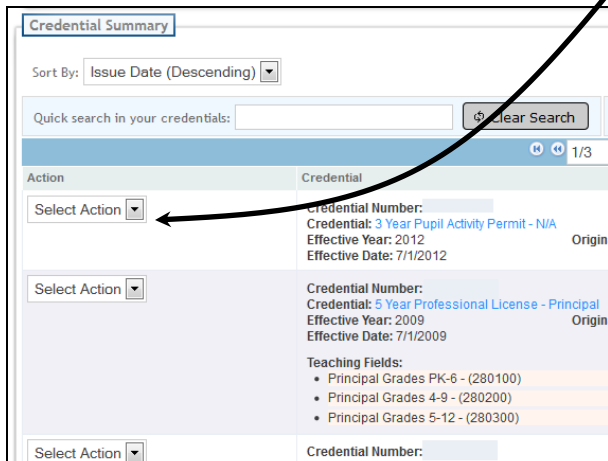 Credential Summary
Sort By: Issue Date (Descending)
Quick search in your credentials: Clear Search
1/3
Action Credential
Select Action Credential Number:
Credential: 3 Year Pupil Activity Permit - N/A
Effective Year: 2012 Origin
Effective Date: 7/1/2012
Select Action Credential Number:
Credential: 5 Year Professional License - Principal
Effective Year: 2009 Origin
Effective Date: 7/1/2009
Teaching Fields:
• Principal Grades PK-6 - (280100)
• Principal Grades 4-9 - (280200)
• Principal Grades 5-12 - (280300)
Select Action Credential Number: